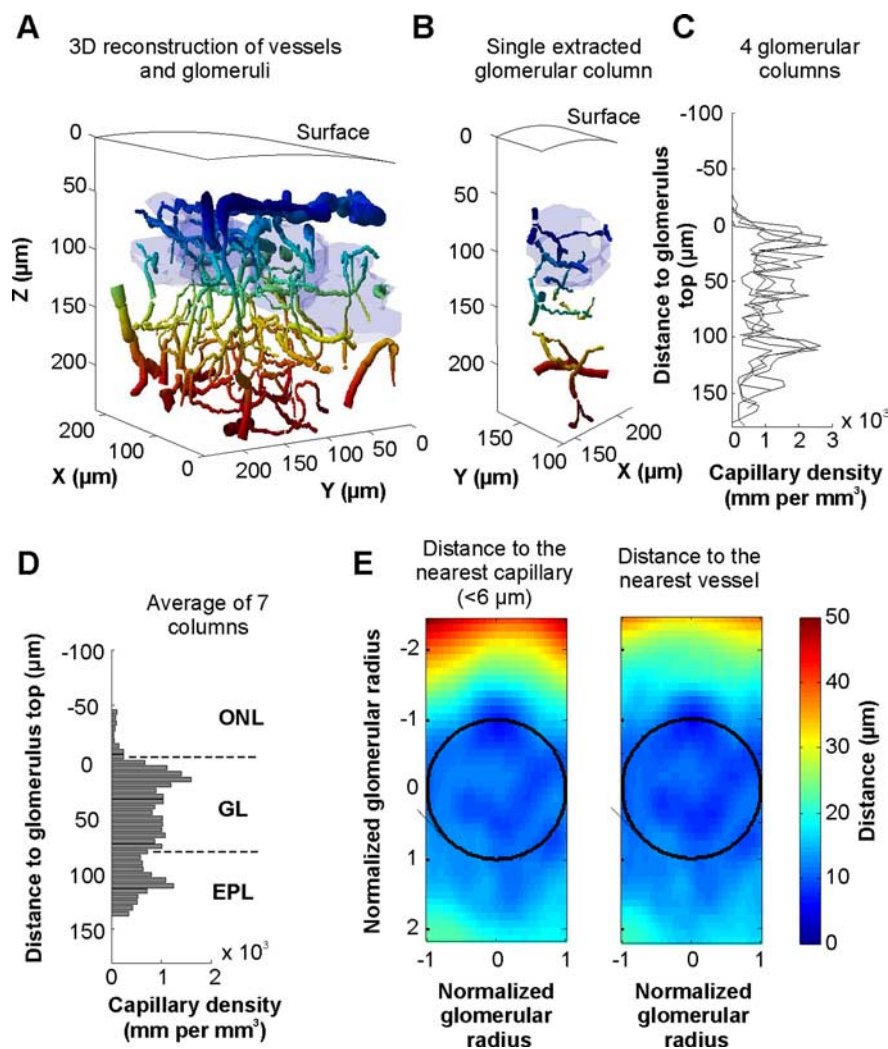 A
3D reconstruction of vessels
and glomeruli
Surface
0
50
100
150
200
Z (µm)
200
100
0
X (µm)
200
150
100
50
0
Y (µm)
B
Single extracted
glomerular column
Surface
0
50
100
150
200
150
100
Y (µm)
200
150
100
X (µm)
C
4 glomerular
columns
-100
-50
0
50
100
150
Distance to glomerulus
top (µm)
0
1
2
3
x 10³
Capillary density
(mm per mm³)
D
Average of 7
columns
-100
-50
0
50
100
150
Distance to glomerulus top (µm)
ONL
GL
EPL
x 10³
0
1
2
Capillary density
(mm per mm³)
E
Distance to the
nearest capillary
(<6 µm)
Distance to the
nearest vessel
-2
-1
0
1
2
Normalized glomerular radius
-1
0
1
Normalized
glomerular
radius
-1
0
1
Normalized
glomerular
radius
50
40
30
20
10
0
Distance (µm)